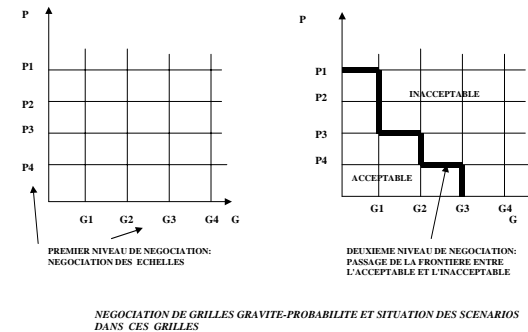 P
P1
P2
P3
P4
G1 G2 G3 G4 G
PREMIER NIVEAU DE NEGOCIATION:
NEGOCIATION DES ECHELLES
P
P1
P2
P3
P4
INACCEPTABLE
ACCEPTABLE
G1 G2 G3 G4
G
DEUXIEME NIVEAU DE NEGOCIATION:
PASSAGE DE LA FRONTIERE ENTRE
L'ACCEPTABLE ET L'INACCEPTABLE
NEGOCIATION DE GRILLES GRAVITE-PROBABILITE ET SITUATION DES SCENARIOS
DANS CES GRILLES